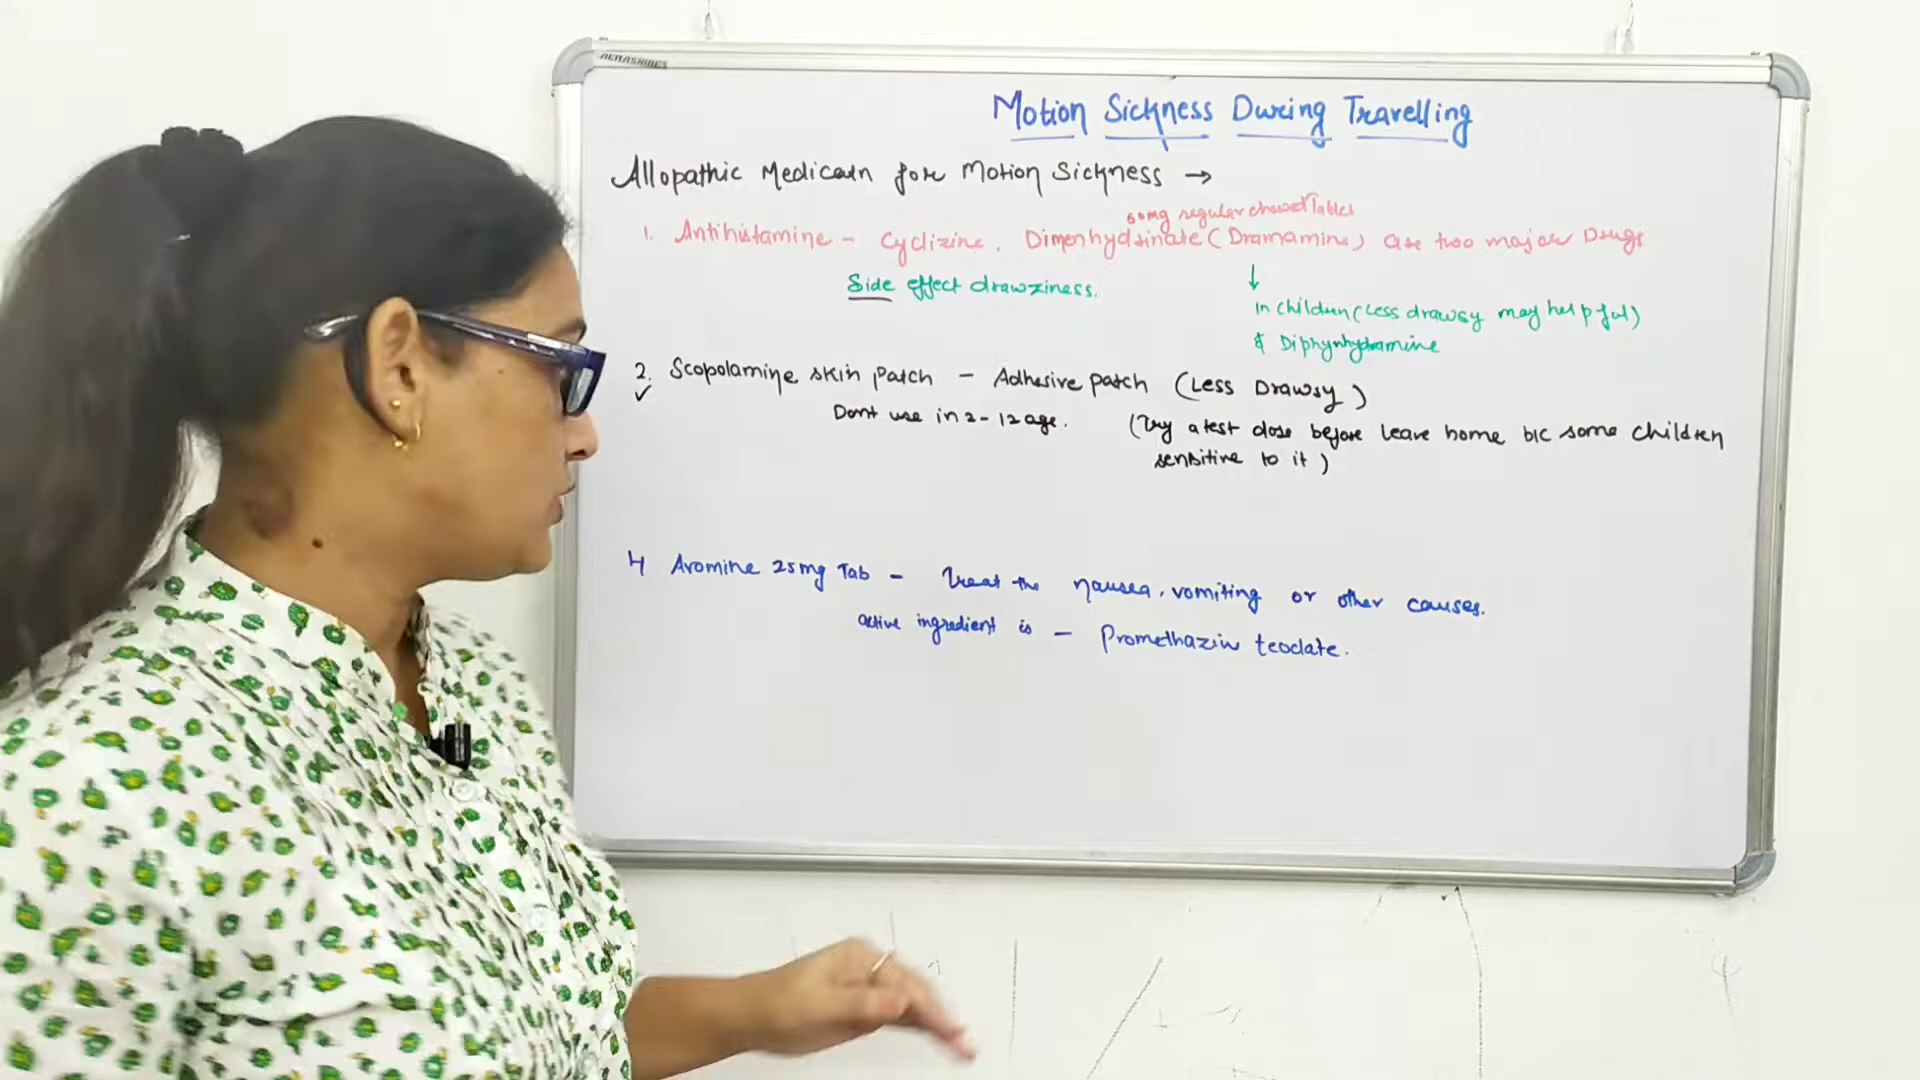 Motion Sickness During Travelling
Allopathic Medicatn for Motion Sickness →
50mg regular chewed Tables
1. Antihistamine - Cyclizine, Dimenhydrinate (Dramamine) are two major Drugs
Side effect drawziness.
↓
in children (Less drawsy may helpful)
& Diphynhydramine
2. Scopolamine skin Patch - Adhesive patch (Less Drawsy)
✓
Dont use in 2-12 age.
(Try a test dose before leave home b/c some children
sensitive to it)
4 Avomine 25mg Tab - Treat the nausea, vomiting or other causes.
active ingredient is - Promethazin teoclate.